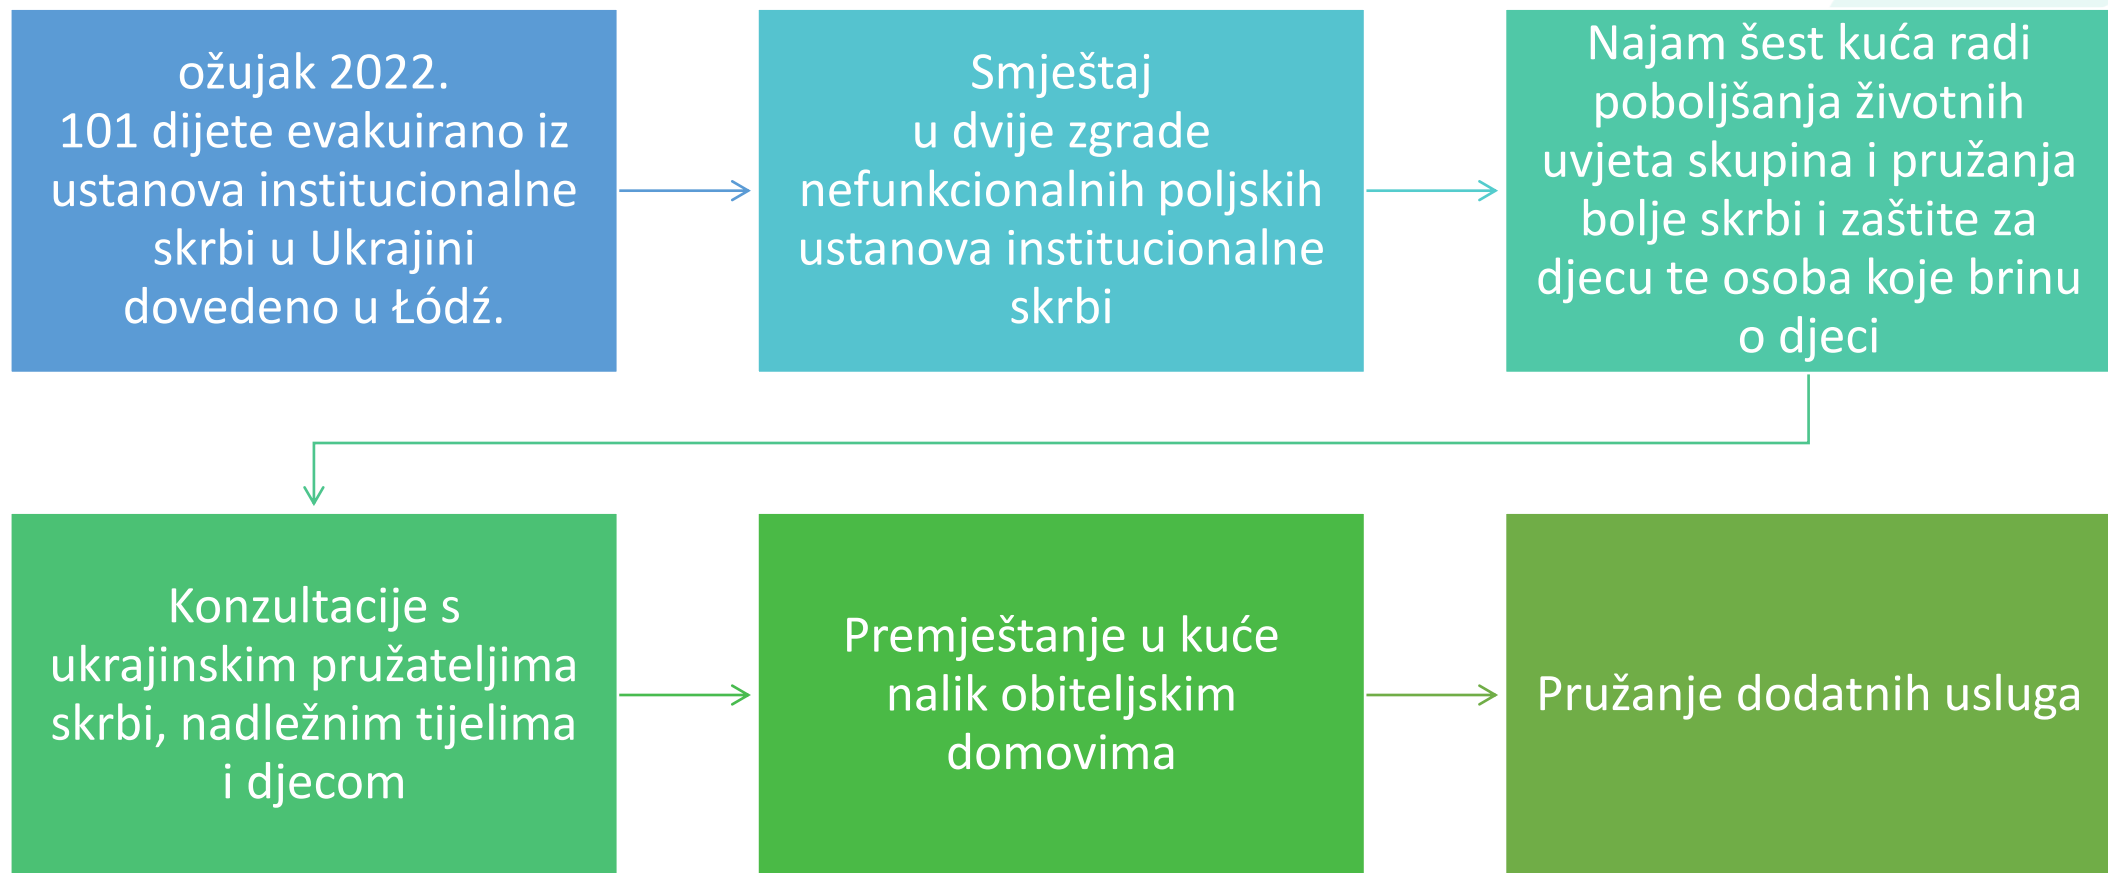 ožujak 2022.
101 dijete evakuirano iz
ustanova institucionalne
skrbi u Ukrajini
dovedeno u Łódź.
Smještaj
u dvije zgrade
nefunkcionalnih poljskih
ustanova institucionalne
skrbi
Najam šest kuća radi
poboljšanja životnih
uvjeta skupina i pružanja
bolje skrbi i zaštite za
djecu te osoba koje brinu
o djeci
Konzultacije s
ukrajinskim pružateljima
skrbi, nadležnim tijelima
i djecom
Premještanje u kuće
nalik obiteljskim
domovima
Pružanje dodatnih usluga